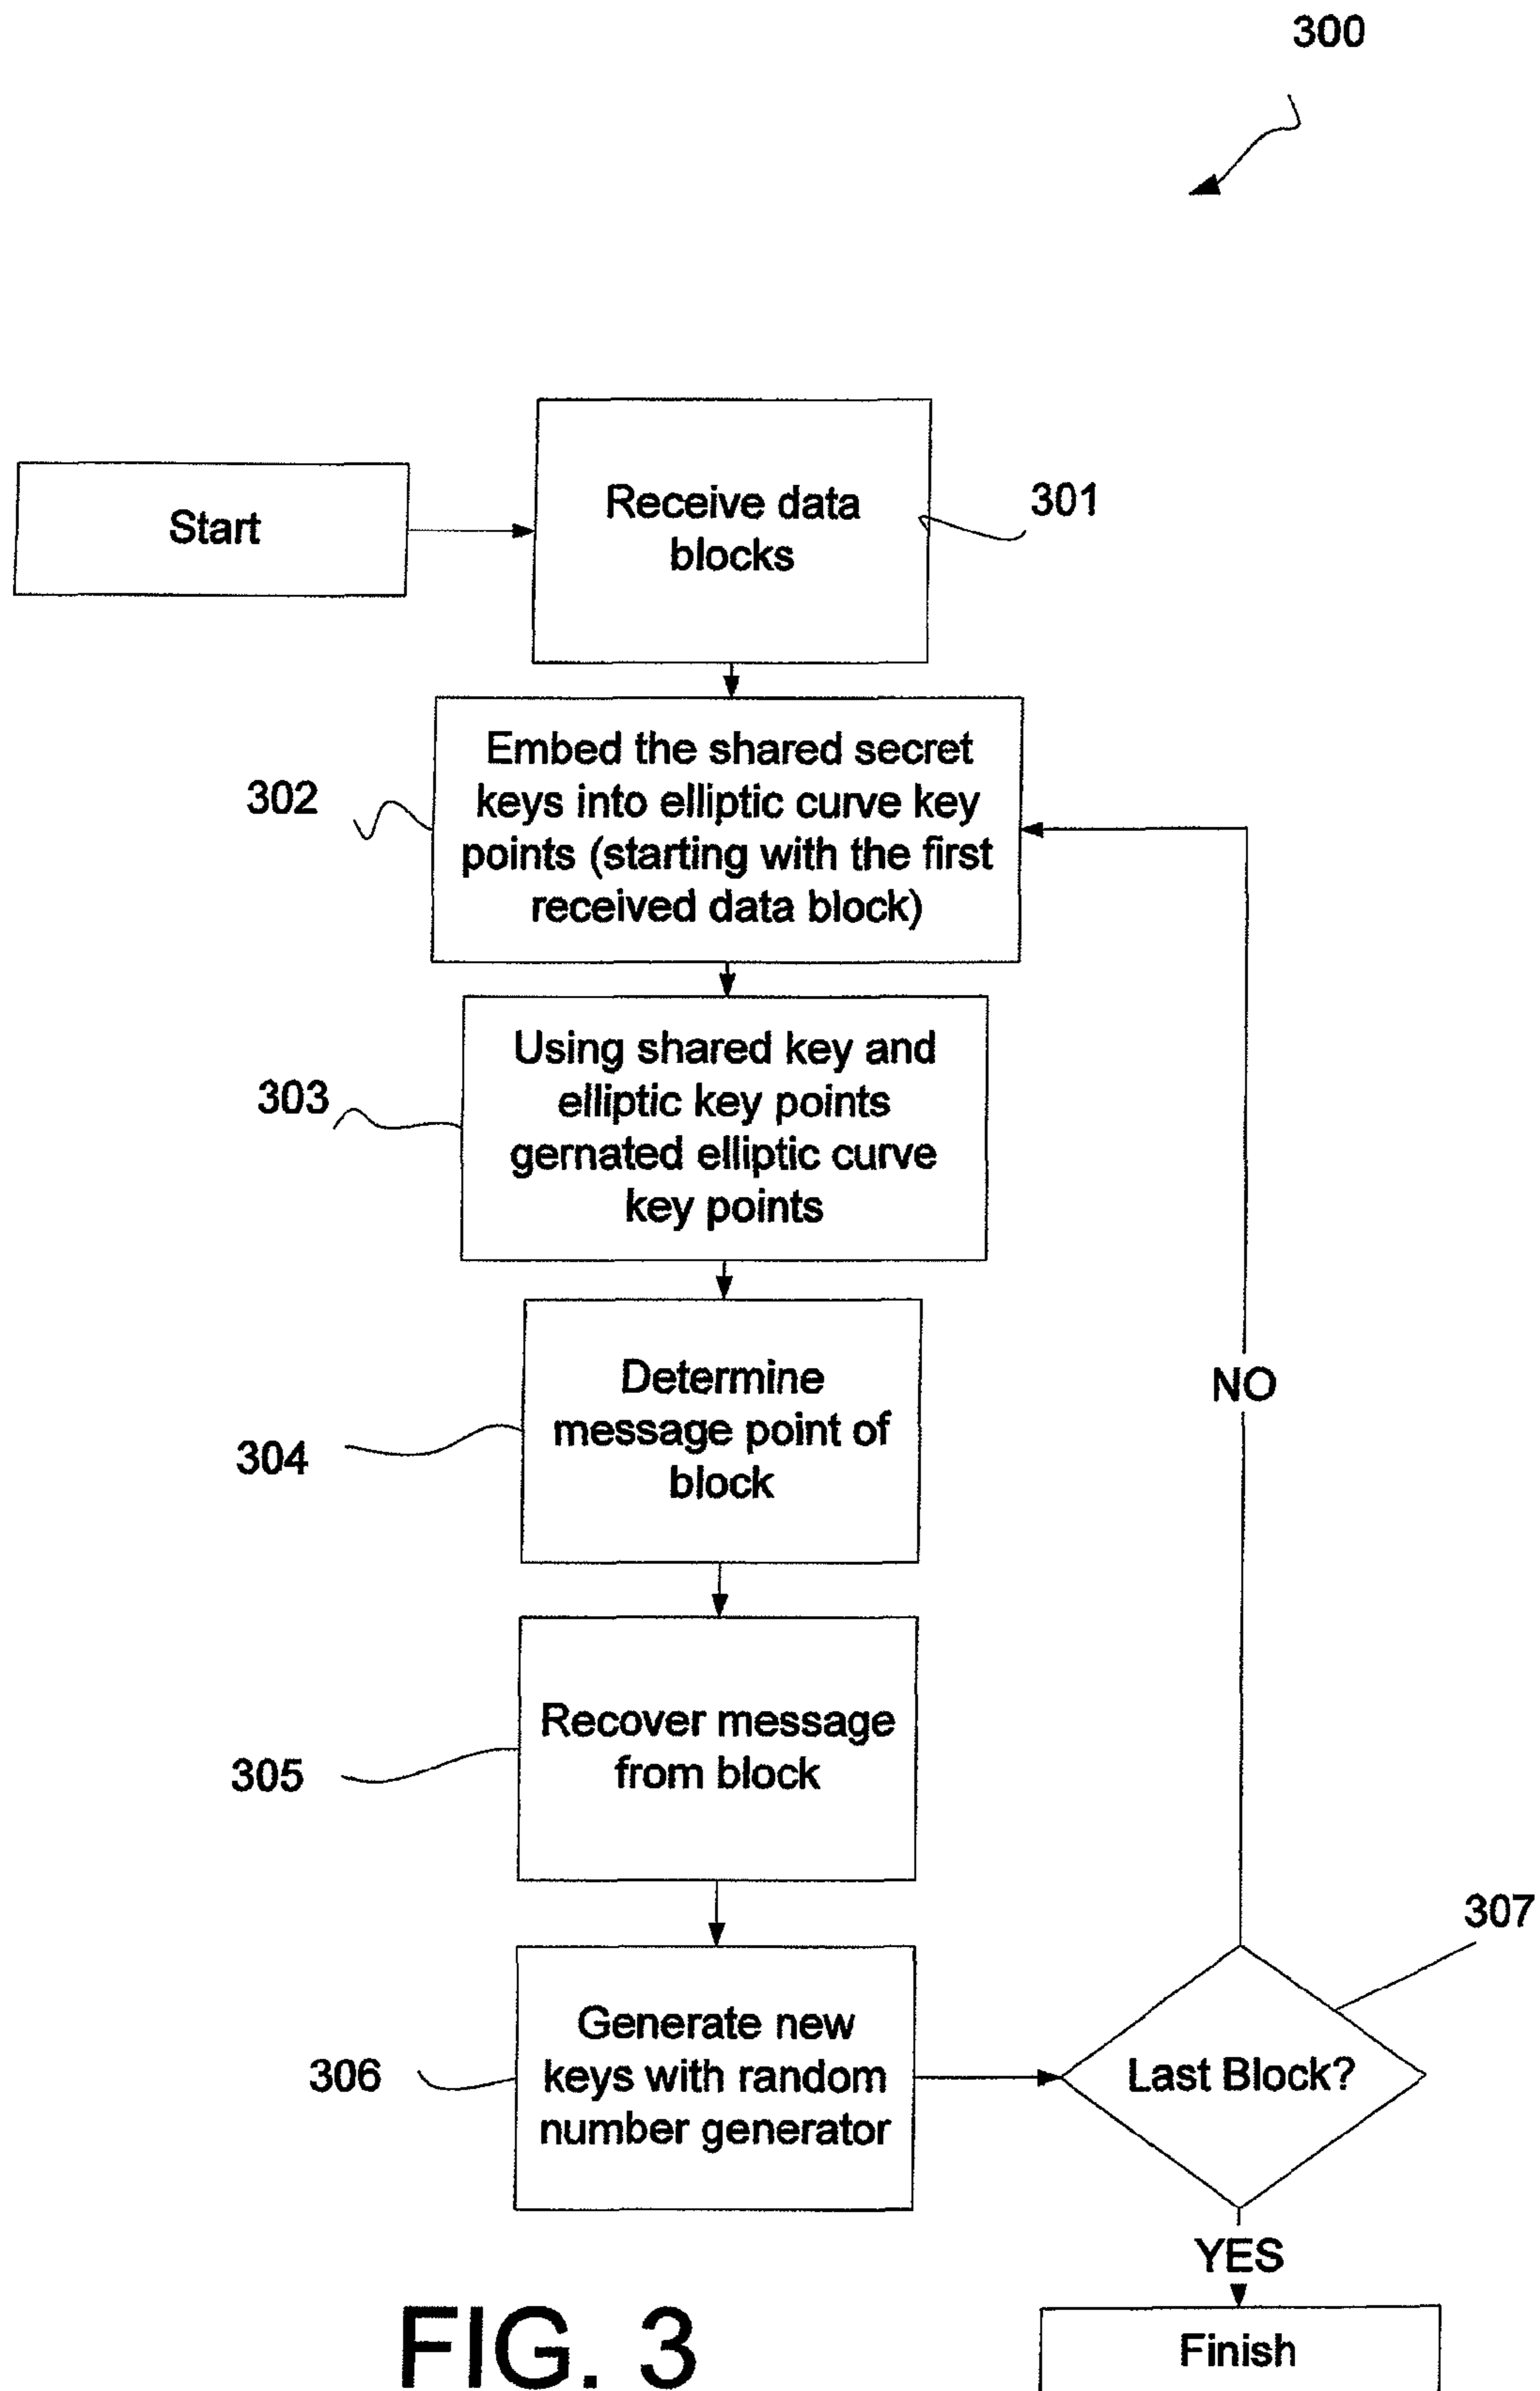 300
Start
Receive data
blocks
301
302
Embed the shared secret
keys into elliptic curve key
points (starting with the first
received data block)
303
Using shared key and
elliptic key points
gernated elliptic curve
key points
304
Determine
message point of
block
NO
305
Recover message
from block
306
Generate new
keys with random
number generator
307
Last Block?
YES
Finish
FIG. 3